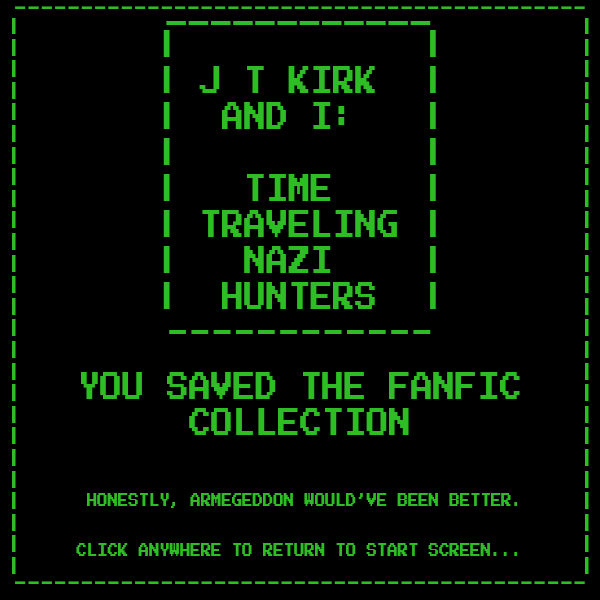 J T KIRK
AND I:
TIME
TRAVELING
NAZI
HUNTERS
YOU SAVED THE FANFIC
COLLECTION
HONESTLY, ARMEGEDDON WOULD'VE BEEN BETTER.
CLICK ANYWHERE TO RETURN TO START SCREEN...